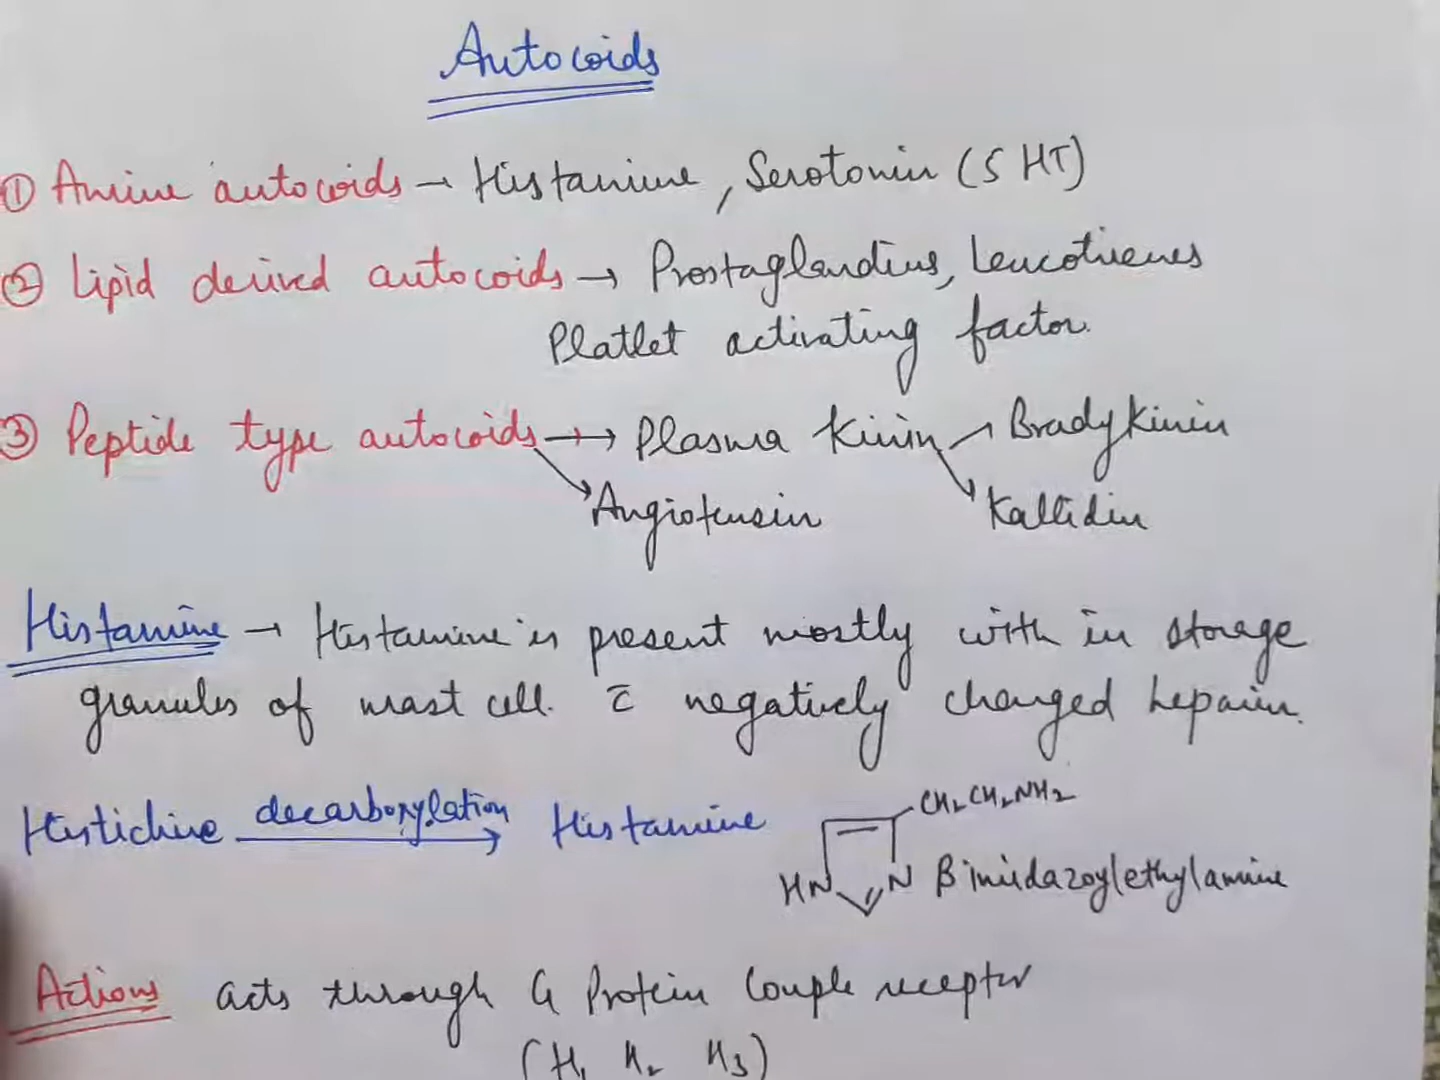 Autocoids
① Amine autocoids → Histamine, Serotonin (5 HT)
② Lipid derived autocoids → Prostaglandins, Leucotrienes
Platlet activating factor.
③ Peptide type autocoids → Plasma Kinin → Bradykinin
Angiotensin Kallidin
Histamine → Histamine is present mostly with in storage
granules of mast cell. c̄ negatively charged heparin.
Histidine decarboxylation Histamine CH₂CH₂NH₂
HN N β imidazoylethylamine
Actions acts through G Protein Couple receptor
(H₁ H₂ H₃)